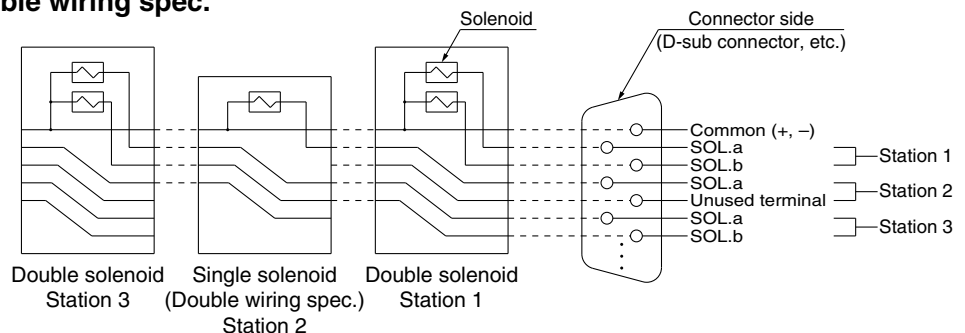 ble wiring spec.
Solenoid
Connector side
(D-sub connector, etc.)
Common (+, –)
SOL.a
SOL.b
SOL.a
Unused terminal
SOL.a
SOL.b
Station 1
Station 2
Station 3
Double solenoid
Station 3
Single solenoid
(Double wiring spec.)
Station 2
Double solenoid
Station 1